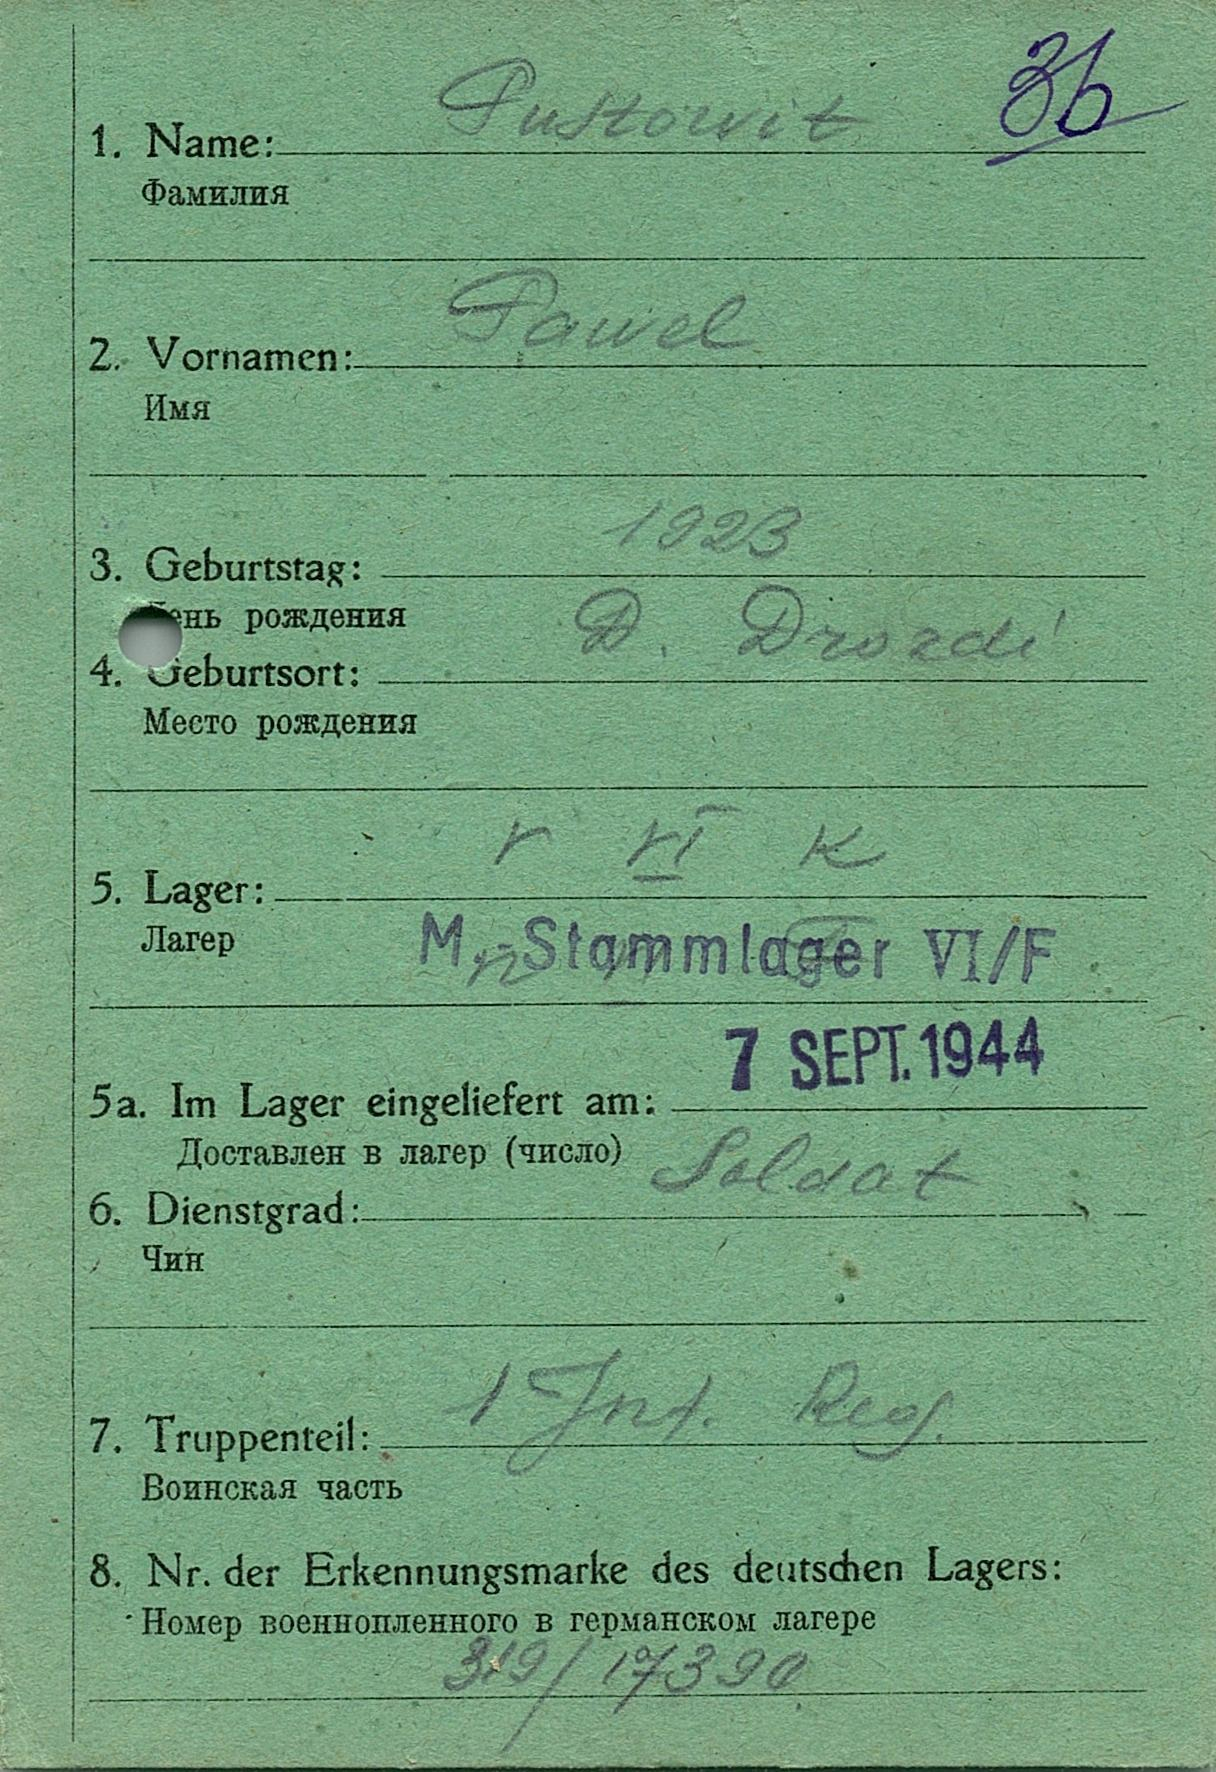 36
1. Name: Pustowit
Фамилия
2. Vornamen: Pawel
Имя
3. Geburtstag: 1923
День рождения
4. Geburtsort: D. Drozdi
Место рождения
5. Lager: VI K
Лагер M.-Stammlager VI/F
7 SEPT. 1944
5a. Im Lager eingeliefert am:
Доставлен в лагер (число)
6. Dienstgrad: Soldat
Чин
7. Truppenteil: 1 Inf. Reg.
Воинская часть
8. Nr. der Erkennungsmarke des deutschen Lagers:
Номер военнопленного в германском лагере
319/17390